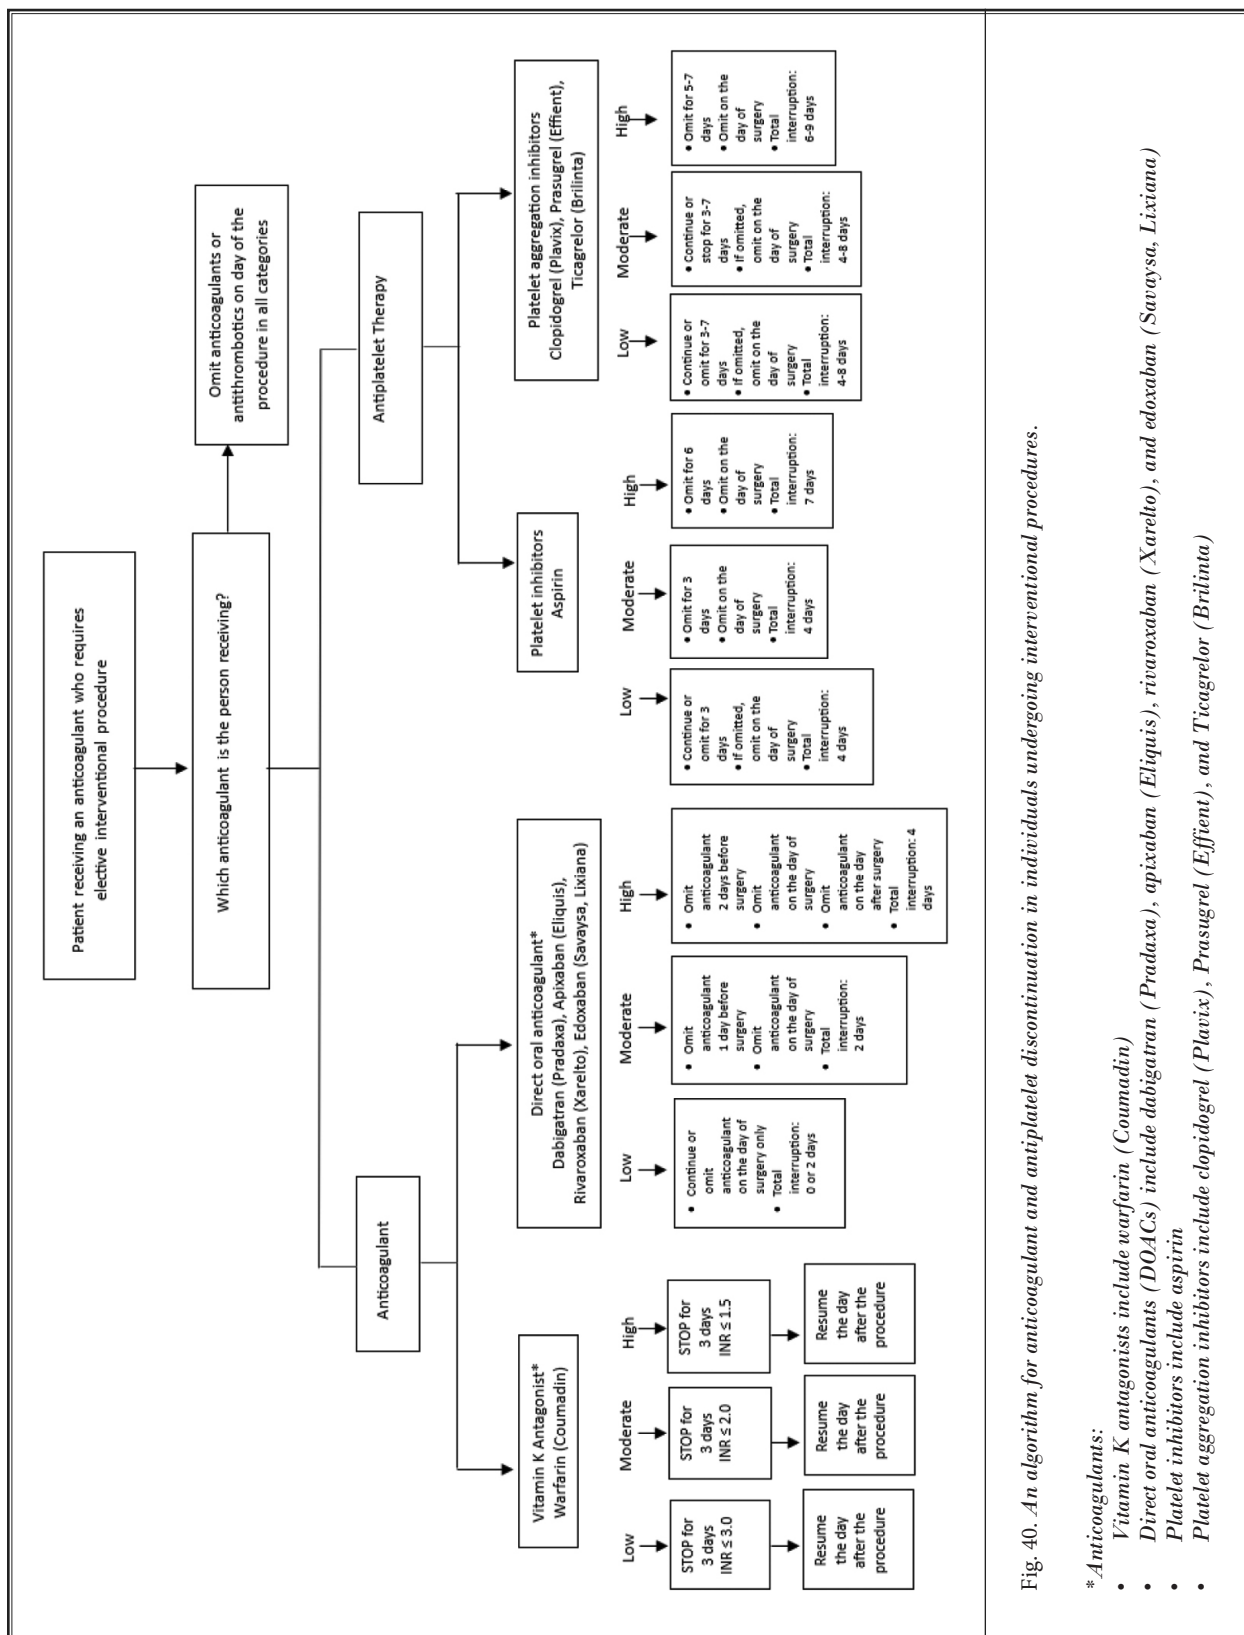 Patient receiving an anticoagulant who requires
elective interventional procedure
Which anticoagulant is the person receiving?
Omit anticoagulants or
antithrombotics on day of the
procedure in all categories
Anticoagulant
Antiplatelet Therapy
Vitamin K Antagonist*
Warfarin (Coumadin)
Direct oral anticoagulant*
Dabigatran (Pradaxa), Apixaban (Eliquis),
Rivaroxaban (Xarelto), Edoxaban (Savaysa, Lixiana)
Platelet inhibitors
Aspirin
Platelet aggregation inhibitors
Clopidogrel (Plavix), Prasugrel (Effient),
Ticagrelor (Brilinta)
Low
Moderate
High
STOP for
3 days
INR ≤ 3.0
Resume
the day
after the
procedure
STOP for
3 days
INR ≤ 2.0
Resume
the day
after the
procedure
STOP for
3 days
INR ≤ 1.5
Resume
the day
after the
procedure
Low
Moderate
High
• Continue or
omit
anticoagulant
on the day of
surgery only
• Total
interruption:
0 or 2 days
• Omit
anticoagulant
1 day before
surgery
• Omit
anticoagulant
on the day of
surgery
• Total
interruption:
2 days
• Omit
anticoagulant
2 days before
surgery
• Omit
anticoagulant
on the day of
surgery
• Omit
anticoagulant
on the day
after surgery
• Total
interruption: 4
days
Low
Moderate
High
• Continue or
omit for 3
days
• If omitted,
omit on the
day of
surgery
• Total
interruption:
4 days
• Omit for 3
days
• Omit on the
day of
surgery
• Total
interruption:
4 days
• Omit for 6
days
• Omit on the
day of
surgery
• Total
interruption:
7 days
Low
Moderate
High
• Continue or
omit for 3-7
days
• If omitted,
omit on the
day of
surgery
• Total
interruption:
4-8 days
• Continue or
stop for 3-7
days
• If omitted,
omit on the
day of
surgery
• Total
interruption:
4-8 days
• Omit for 5-7
days
• Omit on the
day of
surgery
• Total
interruption:
6-9 days
Fig. 40. An algorithm for anticoagulant and antiplatelet discontinuation in individuals undergoing interventional procedures.
*Anticoagulants:
• Vitamin K antagonists include warfarin (Coumadin)
• Direct oral anticoagulants (DOACs) include dabigatran (Pradaxa), apixaban (Eliquis), rivaroxaban (Xarelto), and edoxaban (Savaysa, Lixiana)
• Platelet inhibitors include aspirin
• Platelet aggregation inhibitors include clopidogrel (Plavix), Prasugrel (Effient), and Ticagrelor (Brilinta)